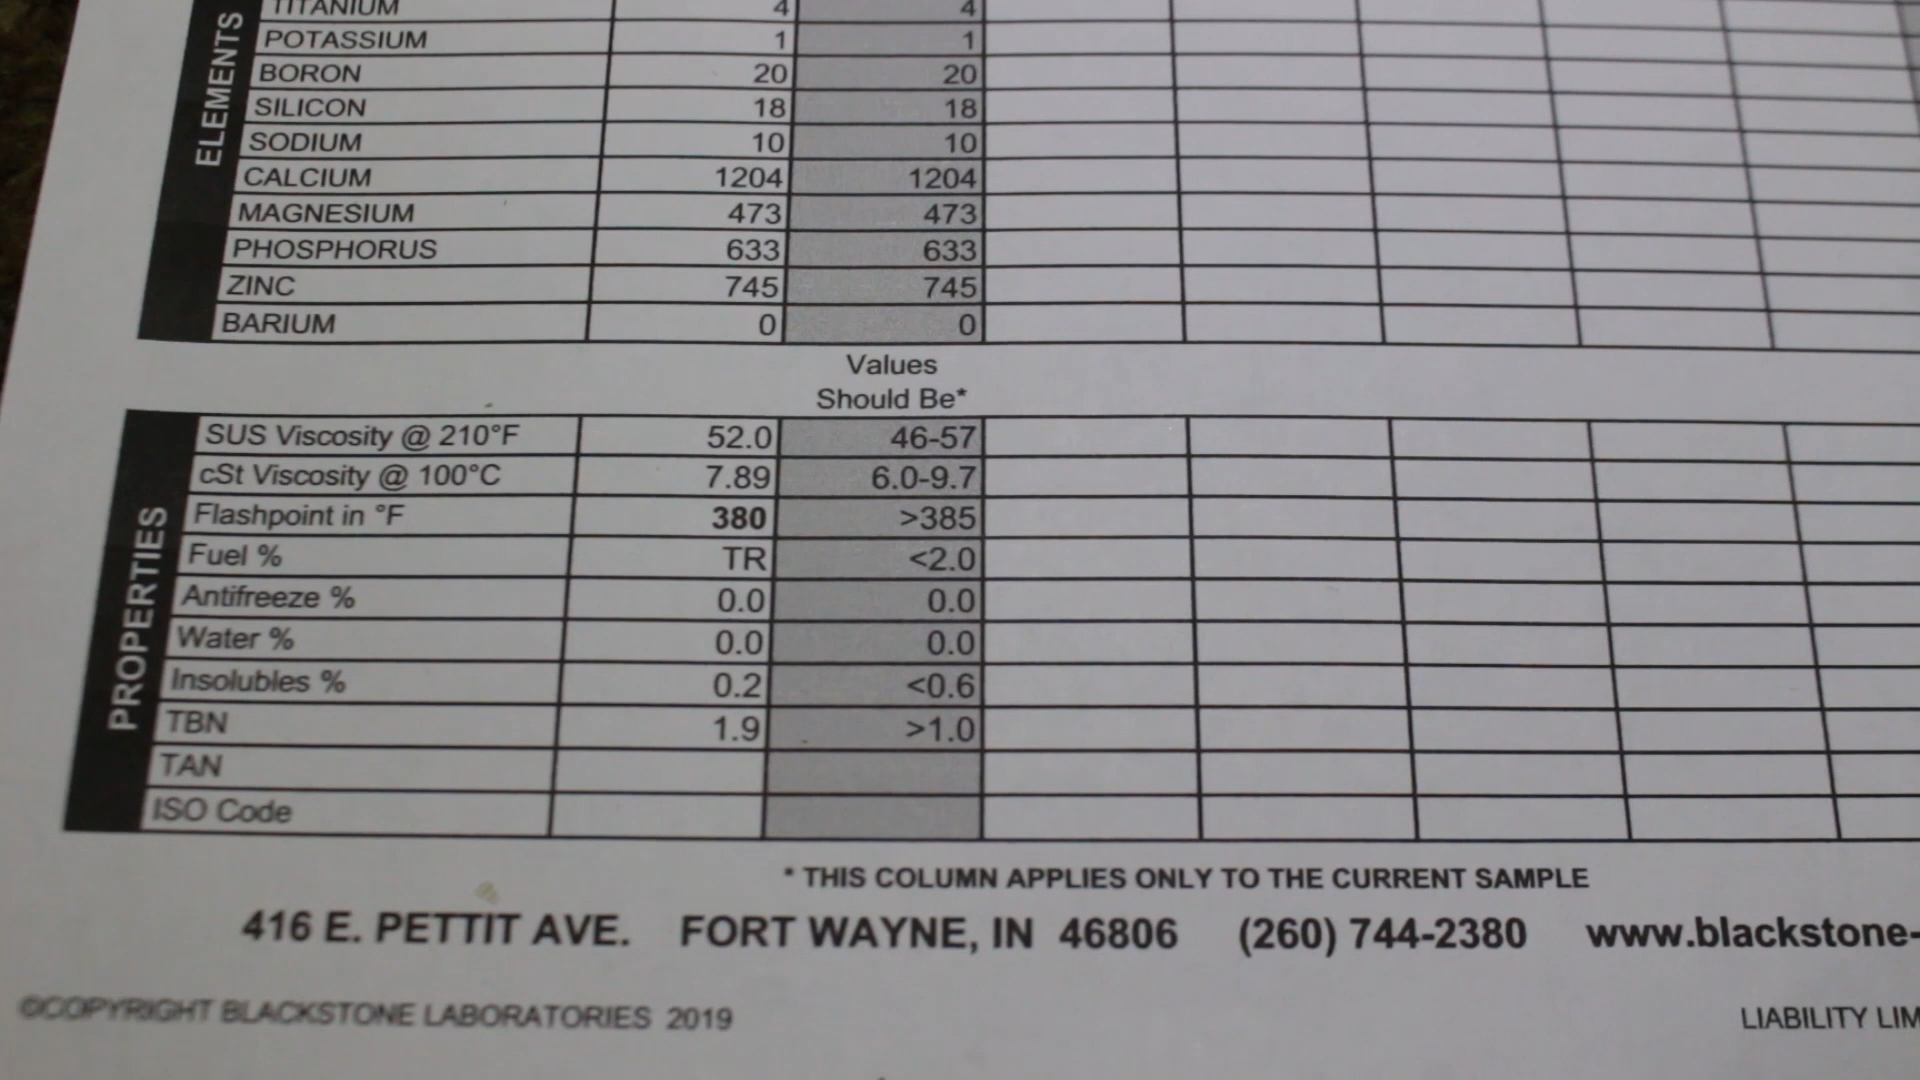 ELEMENTS
TITANIUM 4 4
POTASSIUM 1 1
BORON 20 20
SILICON 18 18
SODIUM 10 10
CALCIUM 1204 1204
MAGNESIUM 473 473
PHOSPHORUS 633 633
ZINC 745 745
BARIUM 0 0
Values
Should Be*
PROPERTIES
SUS Viscosity @ 210°F 52.0 46-57
cSt Viscosity @ 100°C 7.89 6.0-9.7
Flashpoint in °F 380 >385
Fuel % TR <2.0
Antifreeze % 0.0 0.0
Water % 0.0 0.0
Insolubles % 0.2 <0.6
TBN 1.9 >1.0
TAN
ISO Code
* THIS COLUMN APPLIES ONLY TO THE CURRENT SAMPLE
416 E. PETTIT AVE. FORT WAYNE, IN 46806 (260) 744-2380 www.blackstone-
©COPYRIGHT BLACKSTONE LABORATORIES 2019 LIABILITY LIM